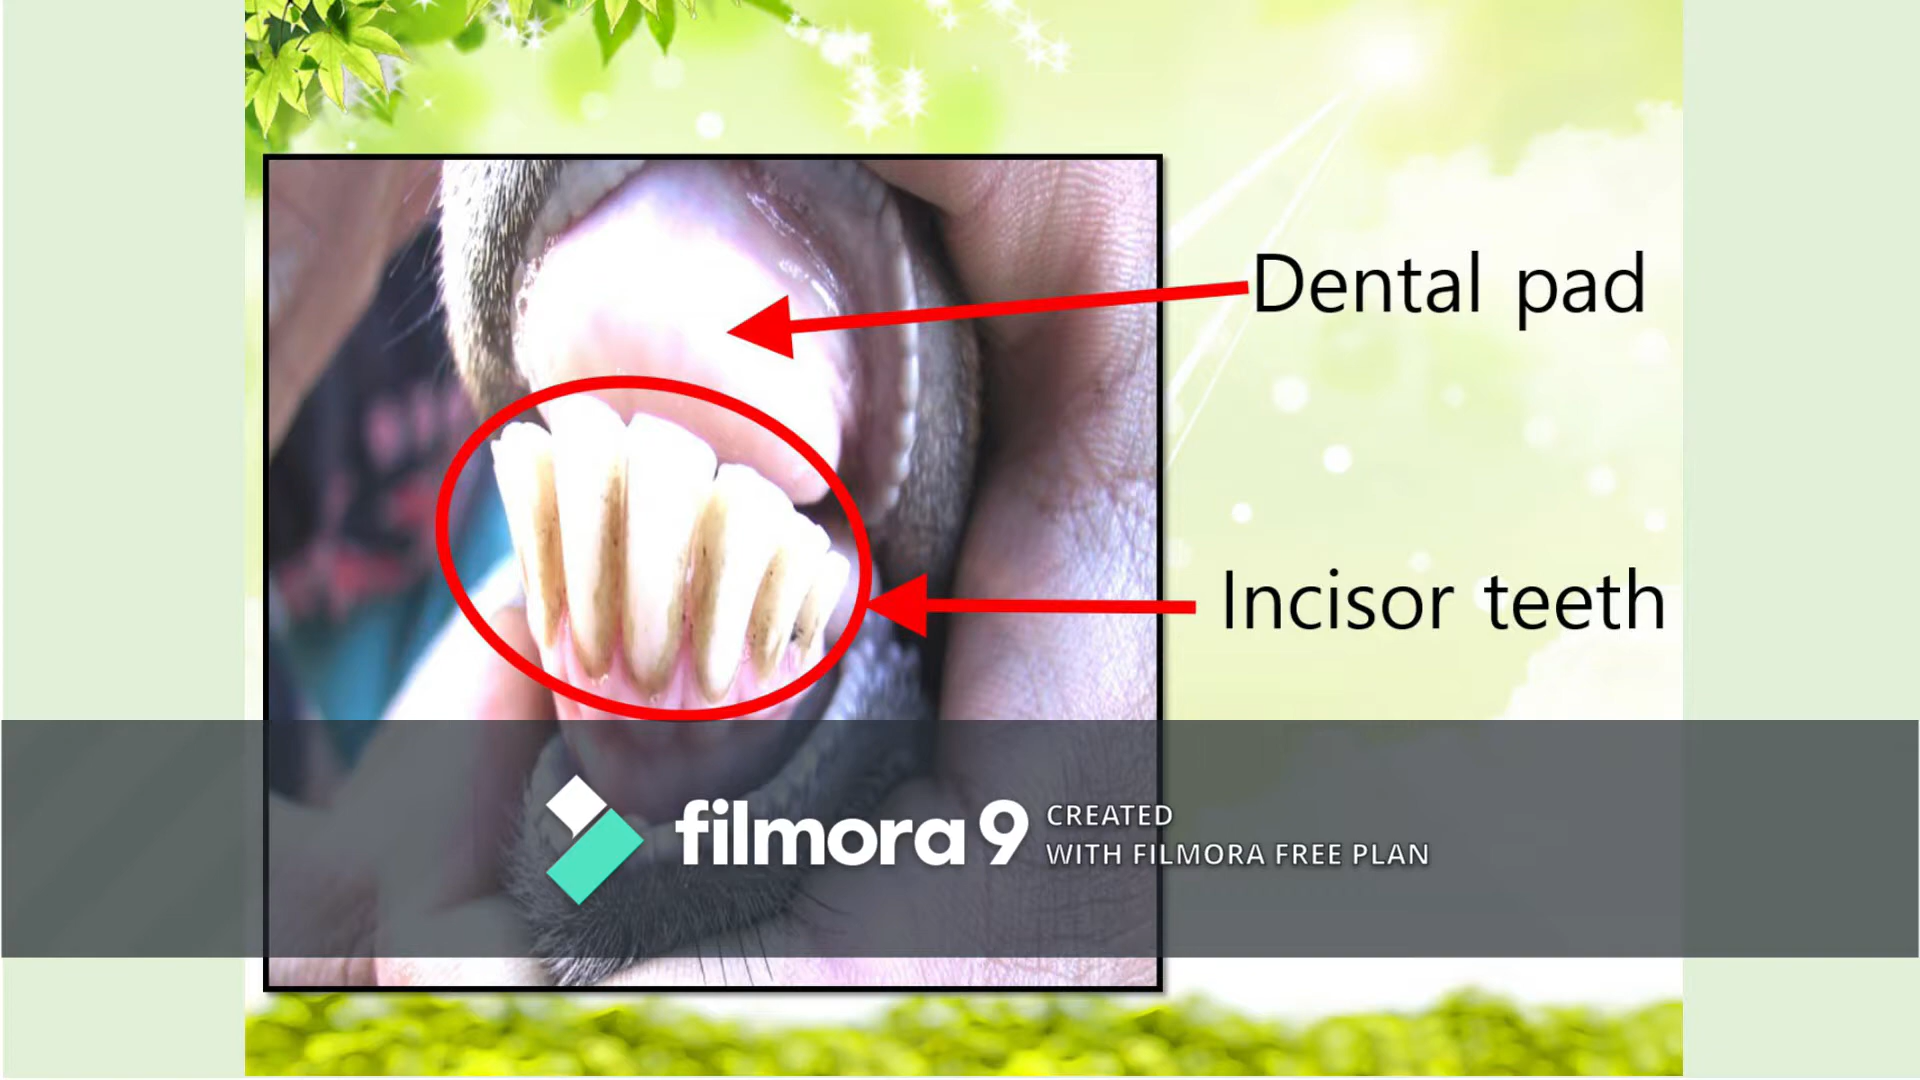 Dental pad
Incisor teeth
filmora 9
CREATED
WITH FILMORA FREE PLAN